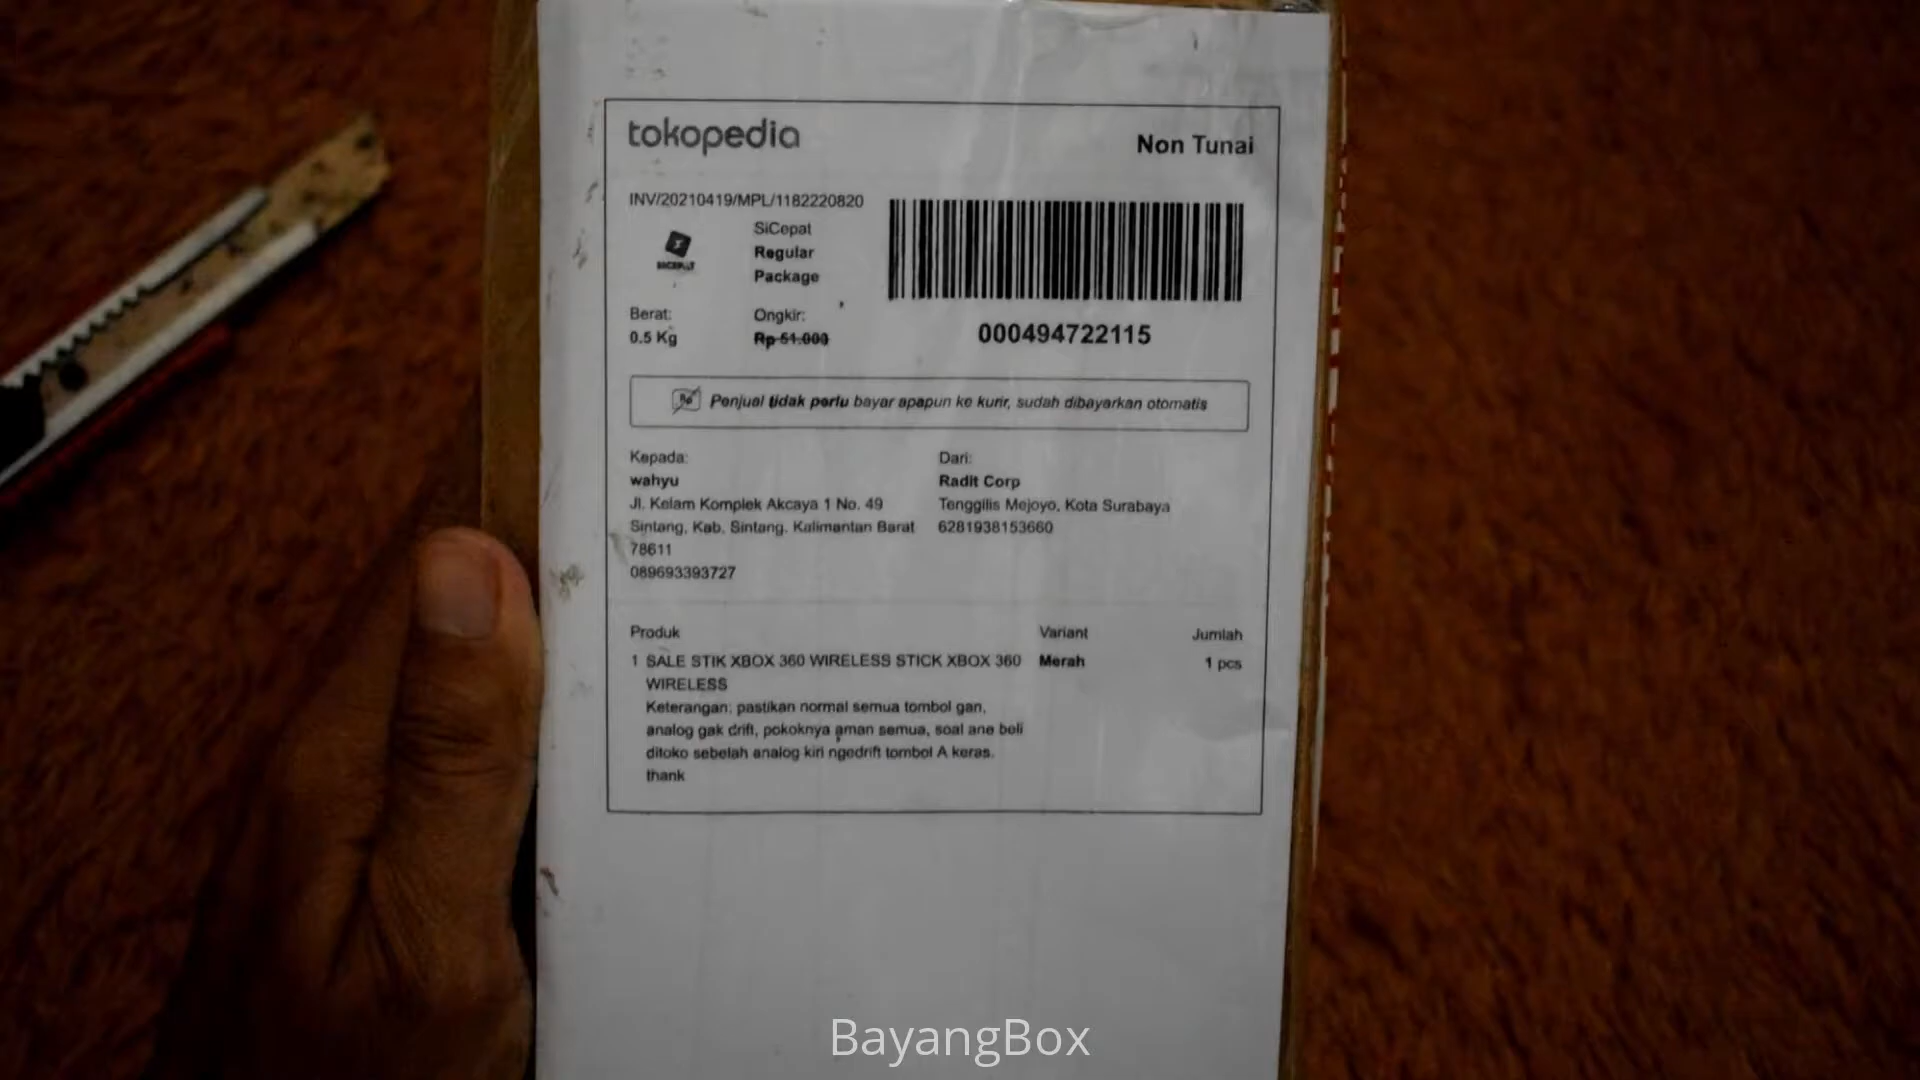 tokopedia
Non Tunai
INV/20210419/MPL/1182220820
SiCepat
Regular
Package
SICEPAT
Berat:
0.5 Kg
Ongkir:
Rp 51.000
000494722115
Penjual tidak perlu bayar apapun ke kurir, sudah dibayarkan otomatis
Kepada:
wahyu
Jl. Kelam Komplek Akcaya 1 No. 49
Sintang, Kab. Sintang. Kalimantan Barat
78611
089693393727
Dari:
Radit Corp
Tenggilis Mejoyo, Kota Surabaya
6281938153660
Produk Variant Jumlah
1 SALE STIK XBOX 360 WIRELESS STICK XBOX 360 Merah 1 pcs
WIRELESS
Keterangan: pastikan normal semua tombol gan,
analog gak drift, pokoknya aman semua, soal ane beli
ditoko sebelah analog kiri ngedrift tombol A keras.
thank
BayangBox